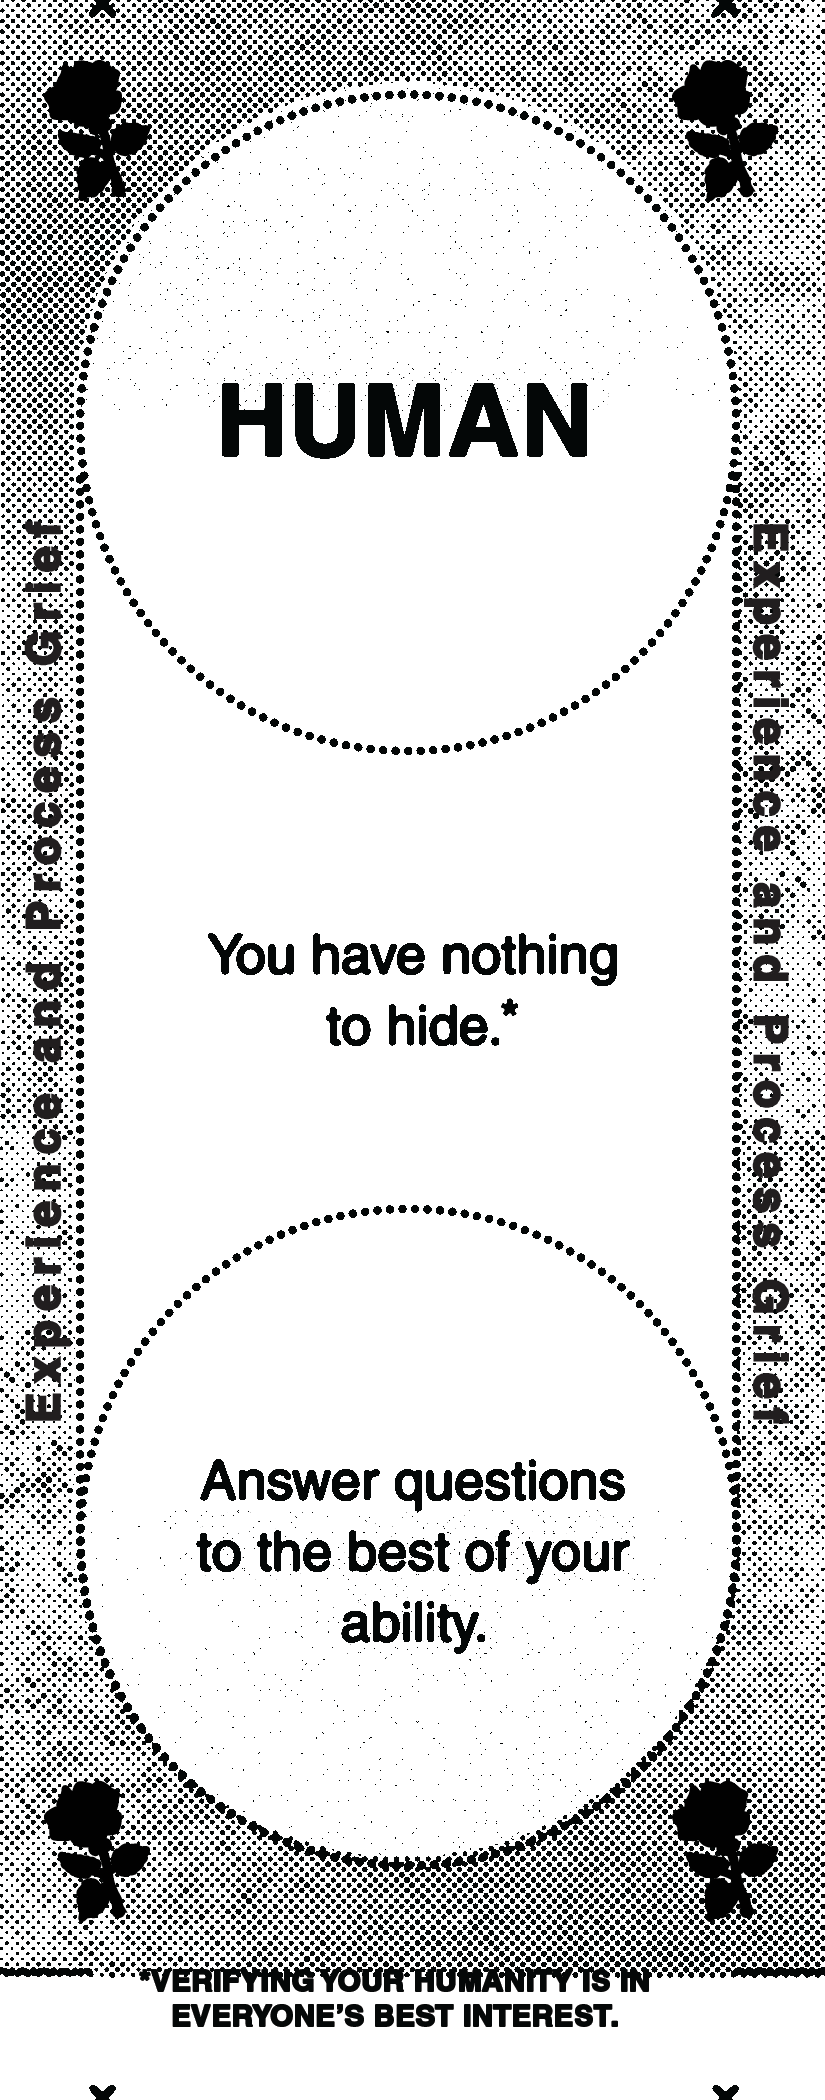 HUMAN
Experience and Process Grief
Experience and Process Grief
You have nothing
to hide.*
Answer questions
to the best of your
ability.
*VERIFYING YOUR HUMANITY IS IN
EVERYONE’S BEST INTEREST.